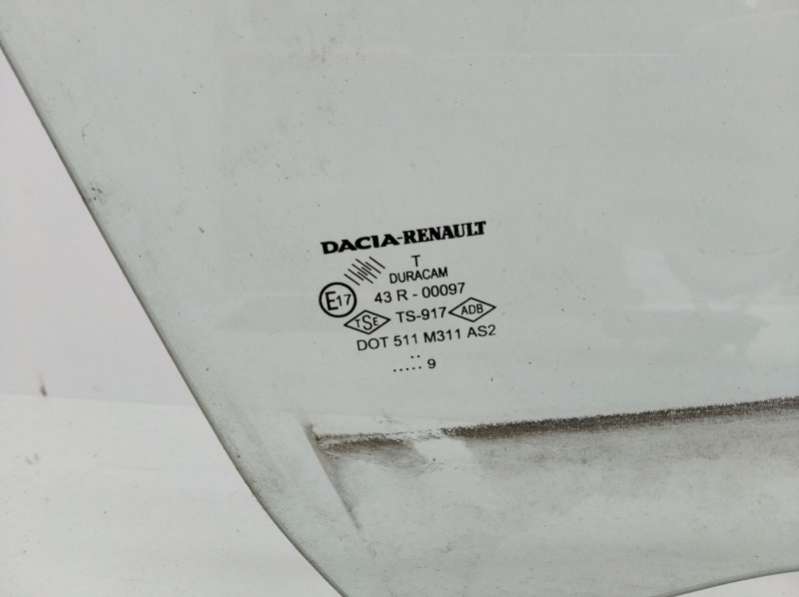 DACIA-RENAULT
T
DURACAM
E17 43 R - 00097
TSE TS-917 ADB
DOT 511 M311 AS2
..
..... 9